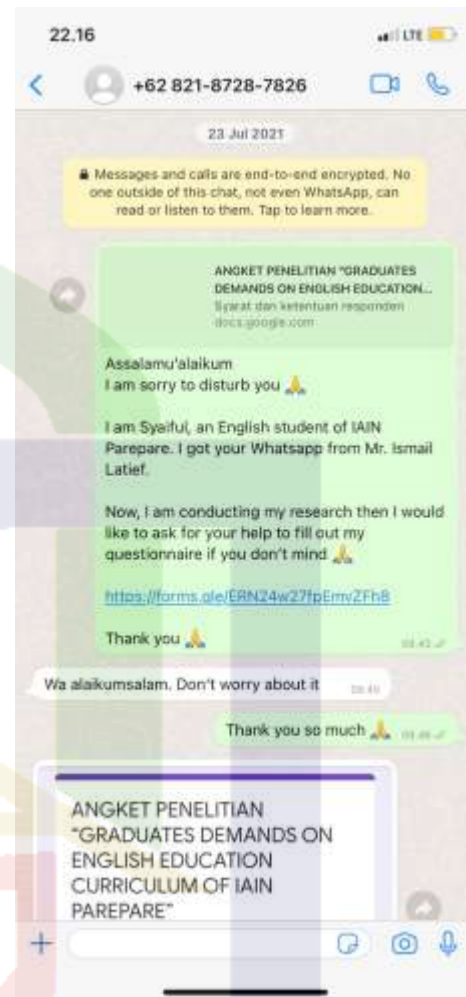 22.16
LTE
+62 821-8728-7826
23 Jul 2021
Messages and calls are end-to-end encrypted. No
one outside of this chat, not even WhatsApp, can
read or listen to them. Tap to learn more.
ANGKET PENELITIAN "GRADUATES
DEMANDS ON ENGLISH EDUCATION...
Syarat dan ketentuan responden
docs.google.com
Assalamu'alaikum
I am sorry to disturb you 🙏
I am Syaiful, an English student of IAIN
Parepare. I got your Whatsapp from Mr. Ismail
Latief.
Now, I am conducting my research then I would
like to ask for your help to fill out my
questionnaire if you don't mind 🙏
https://forms.gle/ERN24w27fpEmvZFh8
Thank you 🙏
Wa alaikumsalam. Don't worry about it
Thank you so much 🙏
ANGKET PENELITIAN
"GRADUATES DEMANDS ON
ENGLISH EDUCATION
CURRICULUM OF IAIN
PAREPARE"